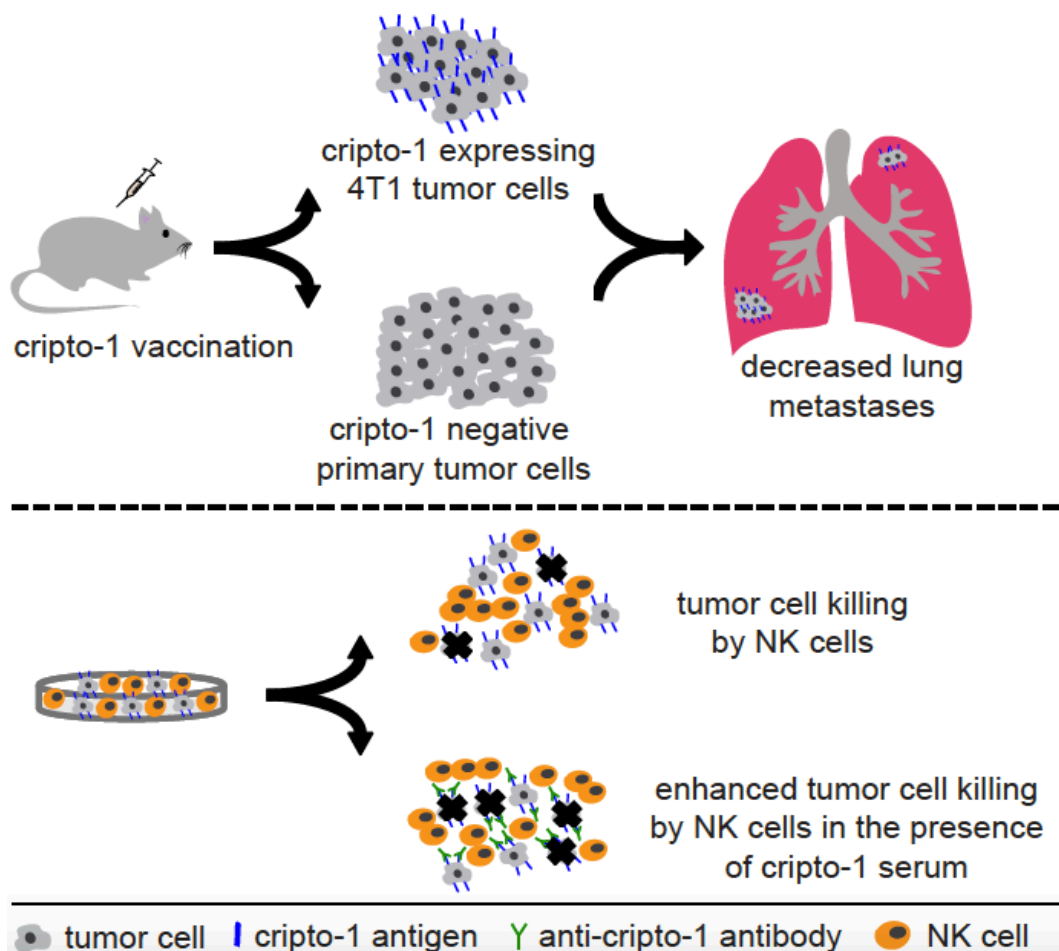 cripto-1 expressing
4T1 tumor cells
cripto-1 vaccination
cripto-1 negative
primary tumor cells
decreased lung
metastases
tumor cell killing
by NK cells
enhanced tumor cell killing
by NK cells in the presence
of cripto-1 serum
tumor cell cripto-1 antigen anti-cripto-1 antibody NK cell